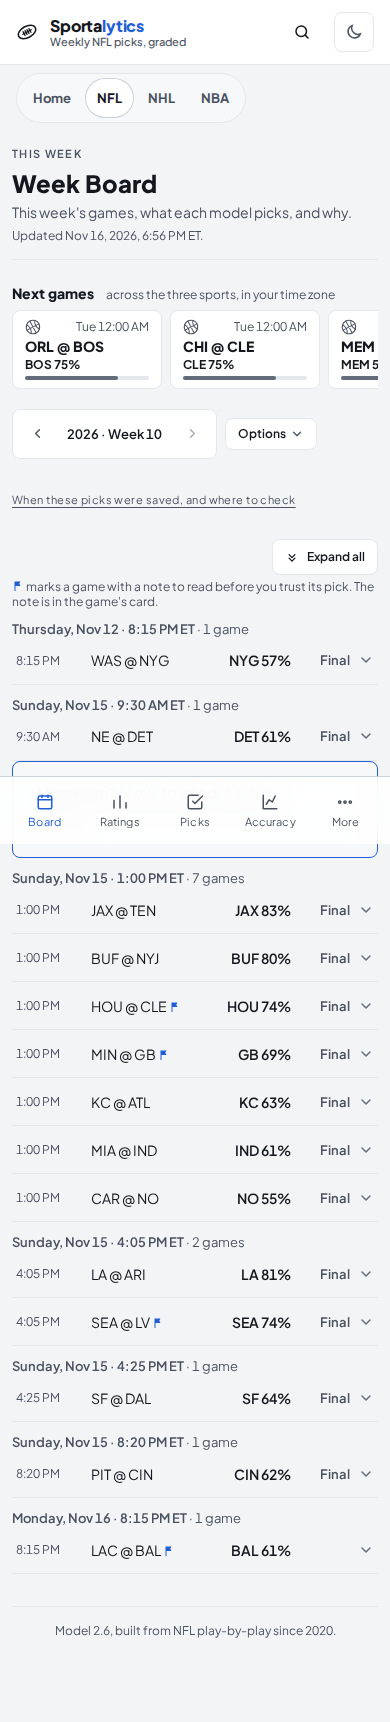 Sportalytics
Weekly NFL picks, graded
Home NFL NHL NBA
THIS WEEK
Week Board
This week's games, what each model picks, and why.
Updated Nov 16, 2026, 6:56 PM ET.
Next games across the three sports, in your time zone
Tue 12:00 AM Tue 12:00 AM
ORL @ BOS CHI @ CLE MEM
BOS 75% CLE 75% MEM 5
2026 · Week 10 Options
When these picks were saved, and where to check
Expand all
marks a game with a note to read before you trust its pick. The
note is in the game's card.
Thursday, Nov 12 · 8:15 PM ET · 1 game
8:15 PM WAS @ NYG NYG 57% Final
Sunday, Nov 15 · 9:30 AM ET · 1 game
9:30 AM NE @ DET DET 61% Final
Board Ratings Picks Accuracy More
Sunday, Nov 15 · 1:00 PM ET · 7 games
1:00 PM JAX @ TEN JAX 83% Final
1:00 PM BUF @ NYJ BUF 80% Final
1:00 PM HOU @ CLE HOU 74% Final
1:00 PM MIN @ GB GB 69% Final
1:00 PM KC @ ATL KC 63% Final
1:00 PM MIA @ IND IND 61% Final
1:00 PM CAR @ NO NO 55% Final
Sunday, Nov 15 · 4:05 PM ET · 2 games
4:05 PM LA @ ARI LA 81% Final
4:05 PM SEA @ LV SEA 74% Final
Sunday, Nov 15 · 4:25 PM ET · 1 game
4:25 PM SF @ DAL SF 64% Final
Sunday, Nov 15 · 8:20 PM ET · 1 game
8:20 PM PIT @ CIN CIN 62% Final
Monday, Nov 16 · 8:15 PM ET · 1 game
8:15 PM LAC @ BAL BAL 61%
Model 2.6, built from NFL play-by-play since 2020.